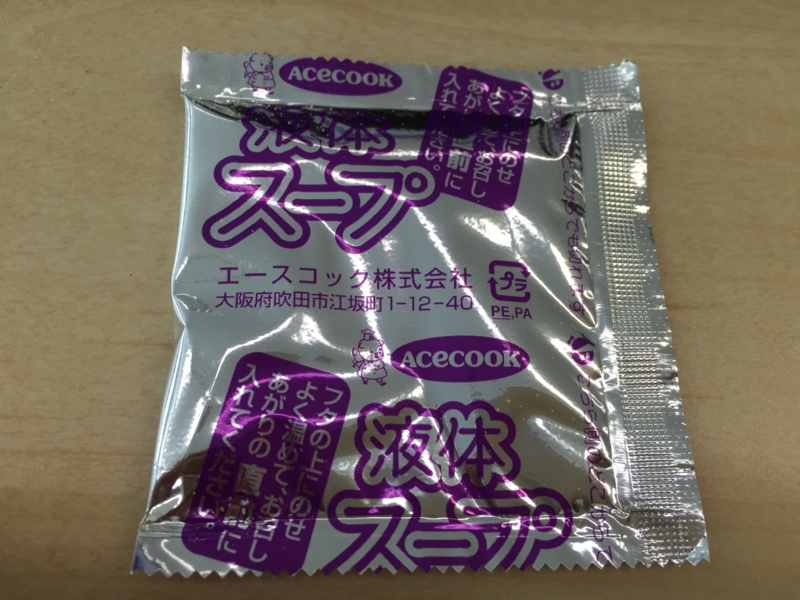 ACECOOK
フタの上にのせ
よく温めて、お召し
あがりの直前に
入れてください。
液体
スープ
エースコック株式会社
大阪府吹田市江坂町1-12-40
プラ
PE,PA
ACECOOK
フタの上にのせ
よく温めて、お召し
あがりの直前に
入れてください。
液体
スープ